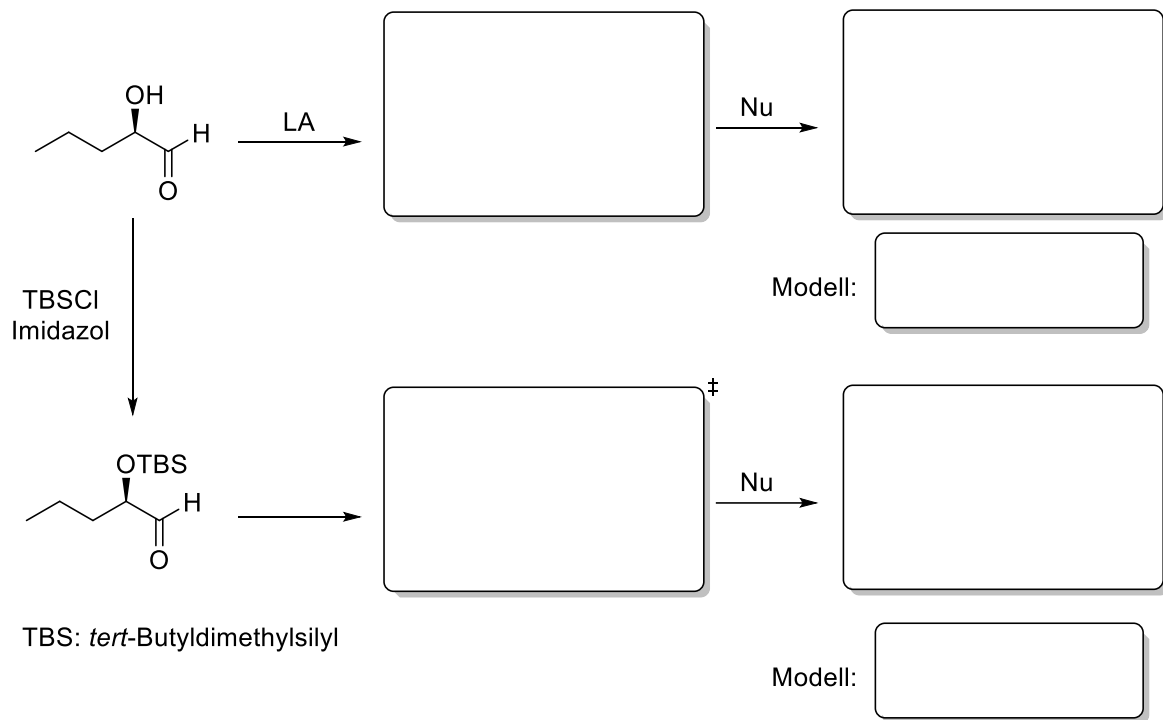 OH
H
O
LA
Nu
Modell:
TBSCl
Imidazol
OTBS
H
O
‡
Nu
TBS: tert-Butyldimethylsilyl
Modell: